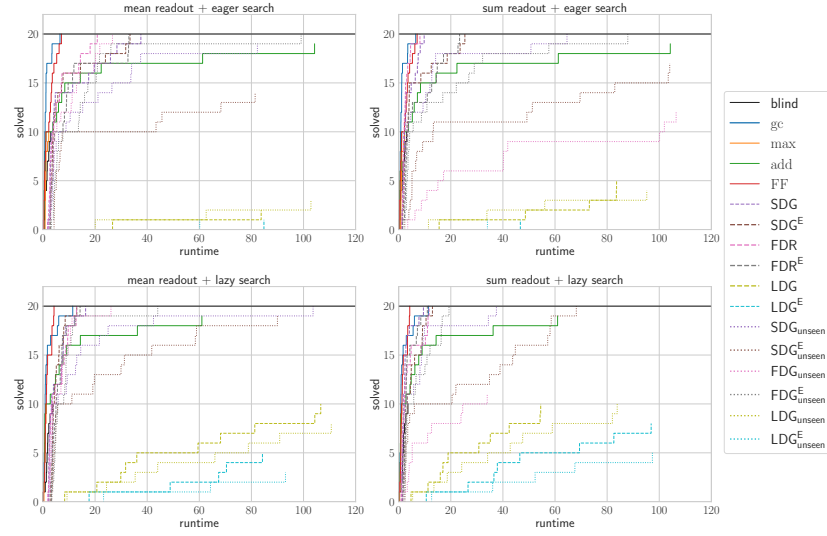 mean readout + eager search
20
15
10
5
0
solved
0
20
40
60
80
100
120
runtime
sum readout + eager search
20
15
10
5
0
solved
0
20
40
60
80
100
120
runtime
mean readout + lazy search
20
15
10
5
0
solved
0
20
40
60
80
100
120
runtime
sum readout + lazy search
20
15
10
5
0
solved
0
20
40
60
80
100
120
runtime
blind
gc
max
add
FF
SDG
SDG^E
FDR
FDR^E
LDG
LDG^E
SDG_unseen
SDG^E_unseen
FDG_unseen
FDG^E_unseen
LDG_unseen
LDG^E_unseen